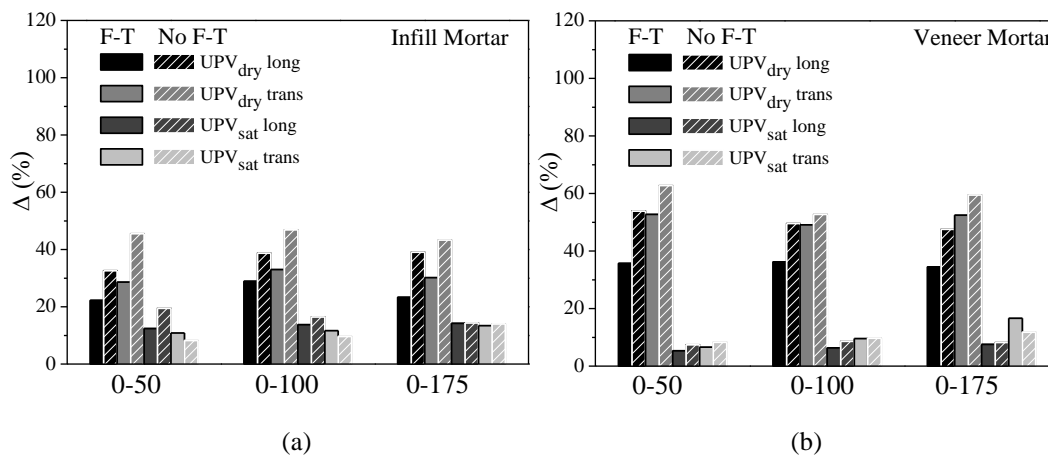 120
100
80
60
40
20
0
Δ (%)
F-T No F-T Infill Mortar
UPVdry long
UPVdry trans
UPVsat long
UPVsat trans
0-50 0-100 0-175
(a)
120
100
80
60
40
20
0
Δ (%)
F-T No F-T Veneer Mortar
UPVdry long
UPVdry trans
UPVsat long
UPVsat trans
0-50 0-100 0-175
(b)